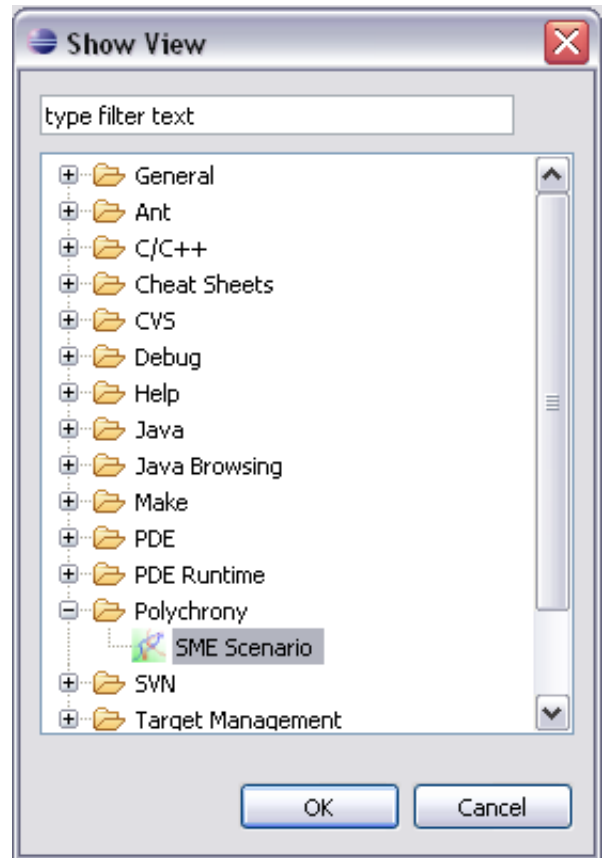 Show View
type filter text
General
Ant
C/C++
Cheat Sheets
CVS
Debug
Help
Java
Java Browsing
Make
PDE
PDE Runtime
Polychrony
SME Scenario
SVN
Target Management
OK Cancel